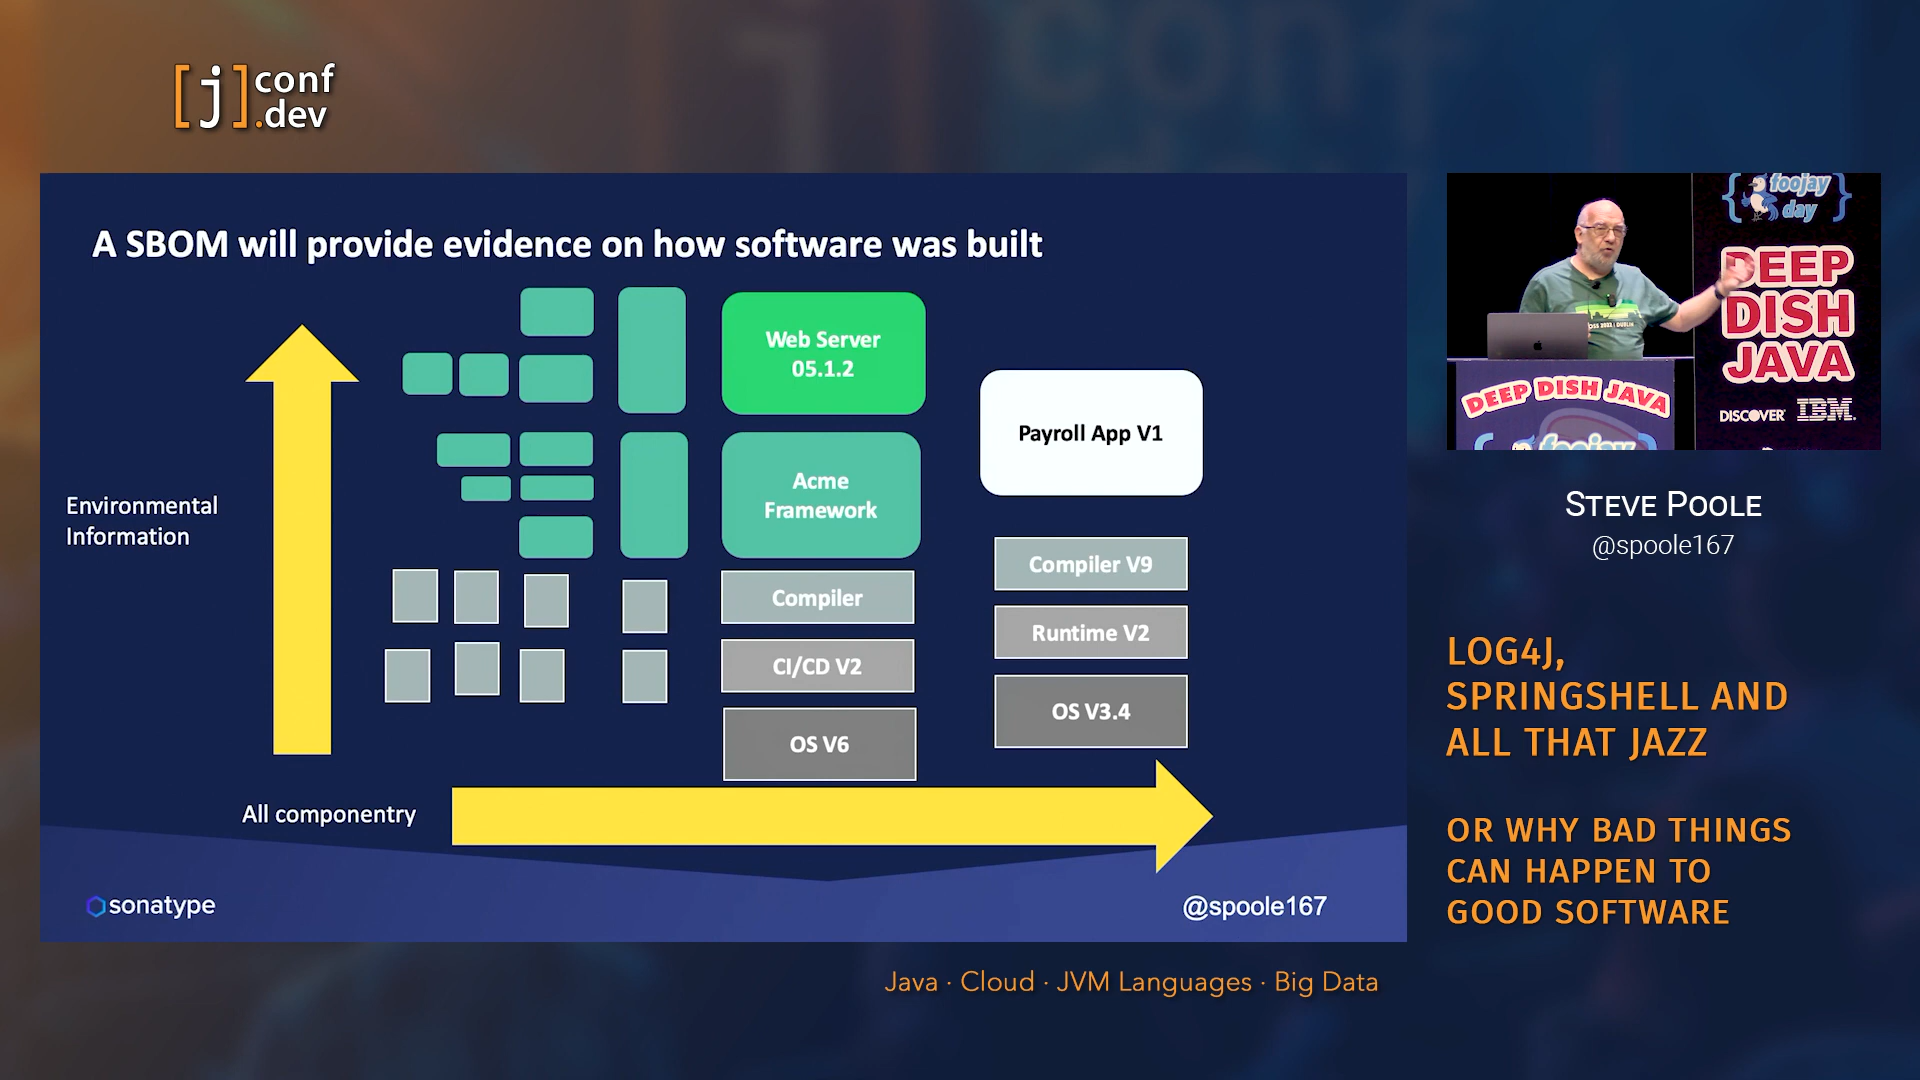 [j] conf
.dev
A SBOM will provide evidence on how software was built
Web Server
05.1.2
Payroll App V1
Acme
Framework
Environmental
Information
Compiler V9
Compiler
Runtime V2
CI/CD V2
OS V3.4
OS V6
All componentry
sonatype
@spoole167
{ foojay }
day
DEEP
DISH
JAVA
DISCOVER IBM
DEEP DISH JAVA
{ foojay
STEVE POOLE
@spoole167
LOG4J,
SPRINGSHELL AND
ALL THAT JAZZ
OR WHY BAD THINGS
CAN HAPPEN TO
GOOD SOFTWARE
Java · Cloud · JVM Languages · Big Data